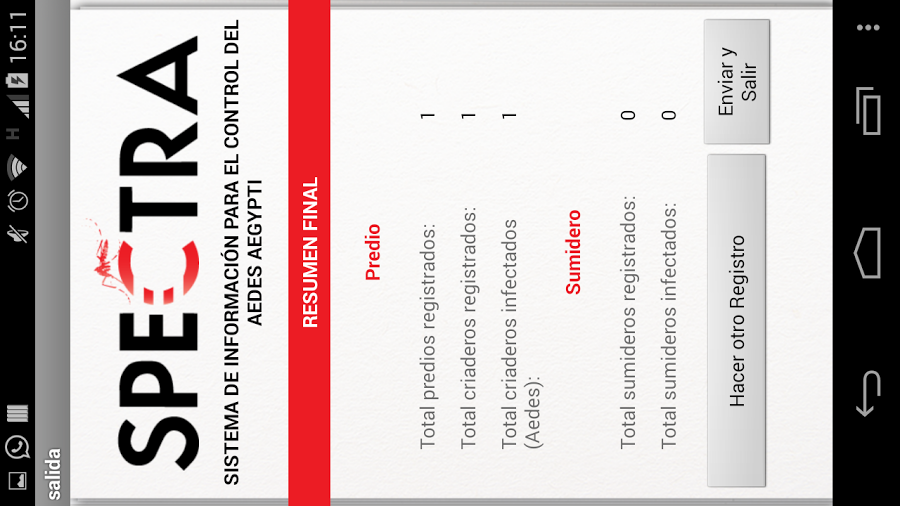 H 16:11
salida
SPECTRA
SISTEMA DE INFORMACIÓN PARA EL CONTROL DEL
AEDES AEGYPTI
RESUMEN FINAL
Predio
Total predios registrados: 1
Total criaderos registrados: 1
Total criaderos infectados 1
(Aedes):
Sumidero
Total sumideros registrados: 0
Total sumideros infectados: 0
Hacer otro Registro
Enviar y
Salir